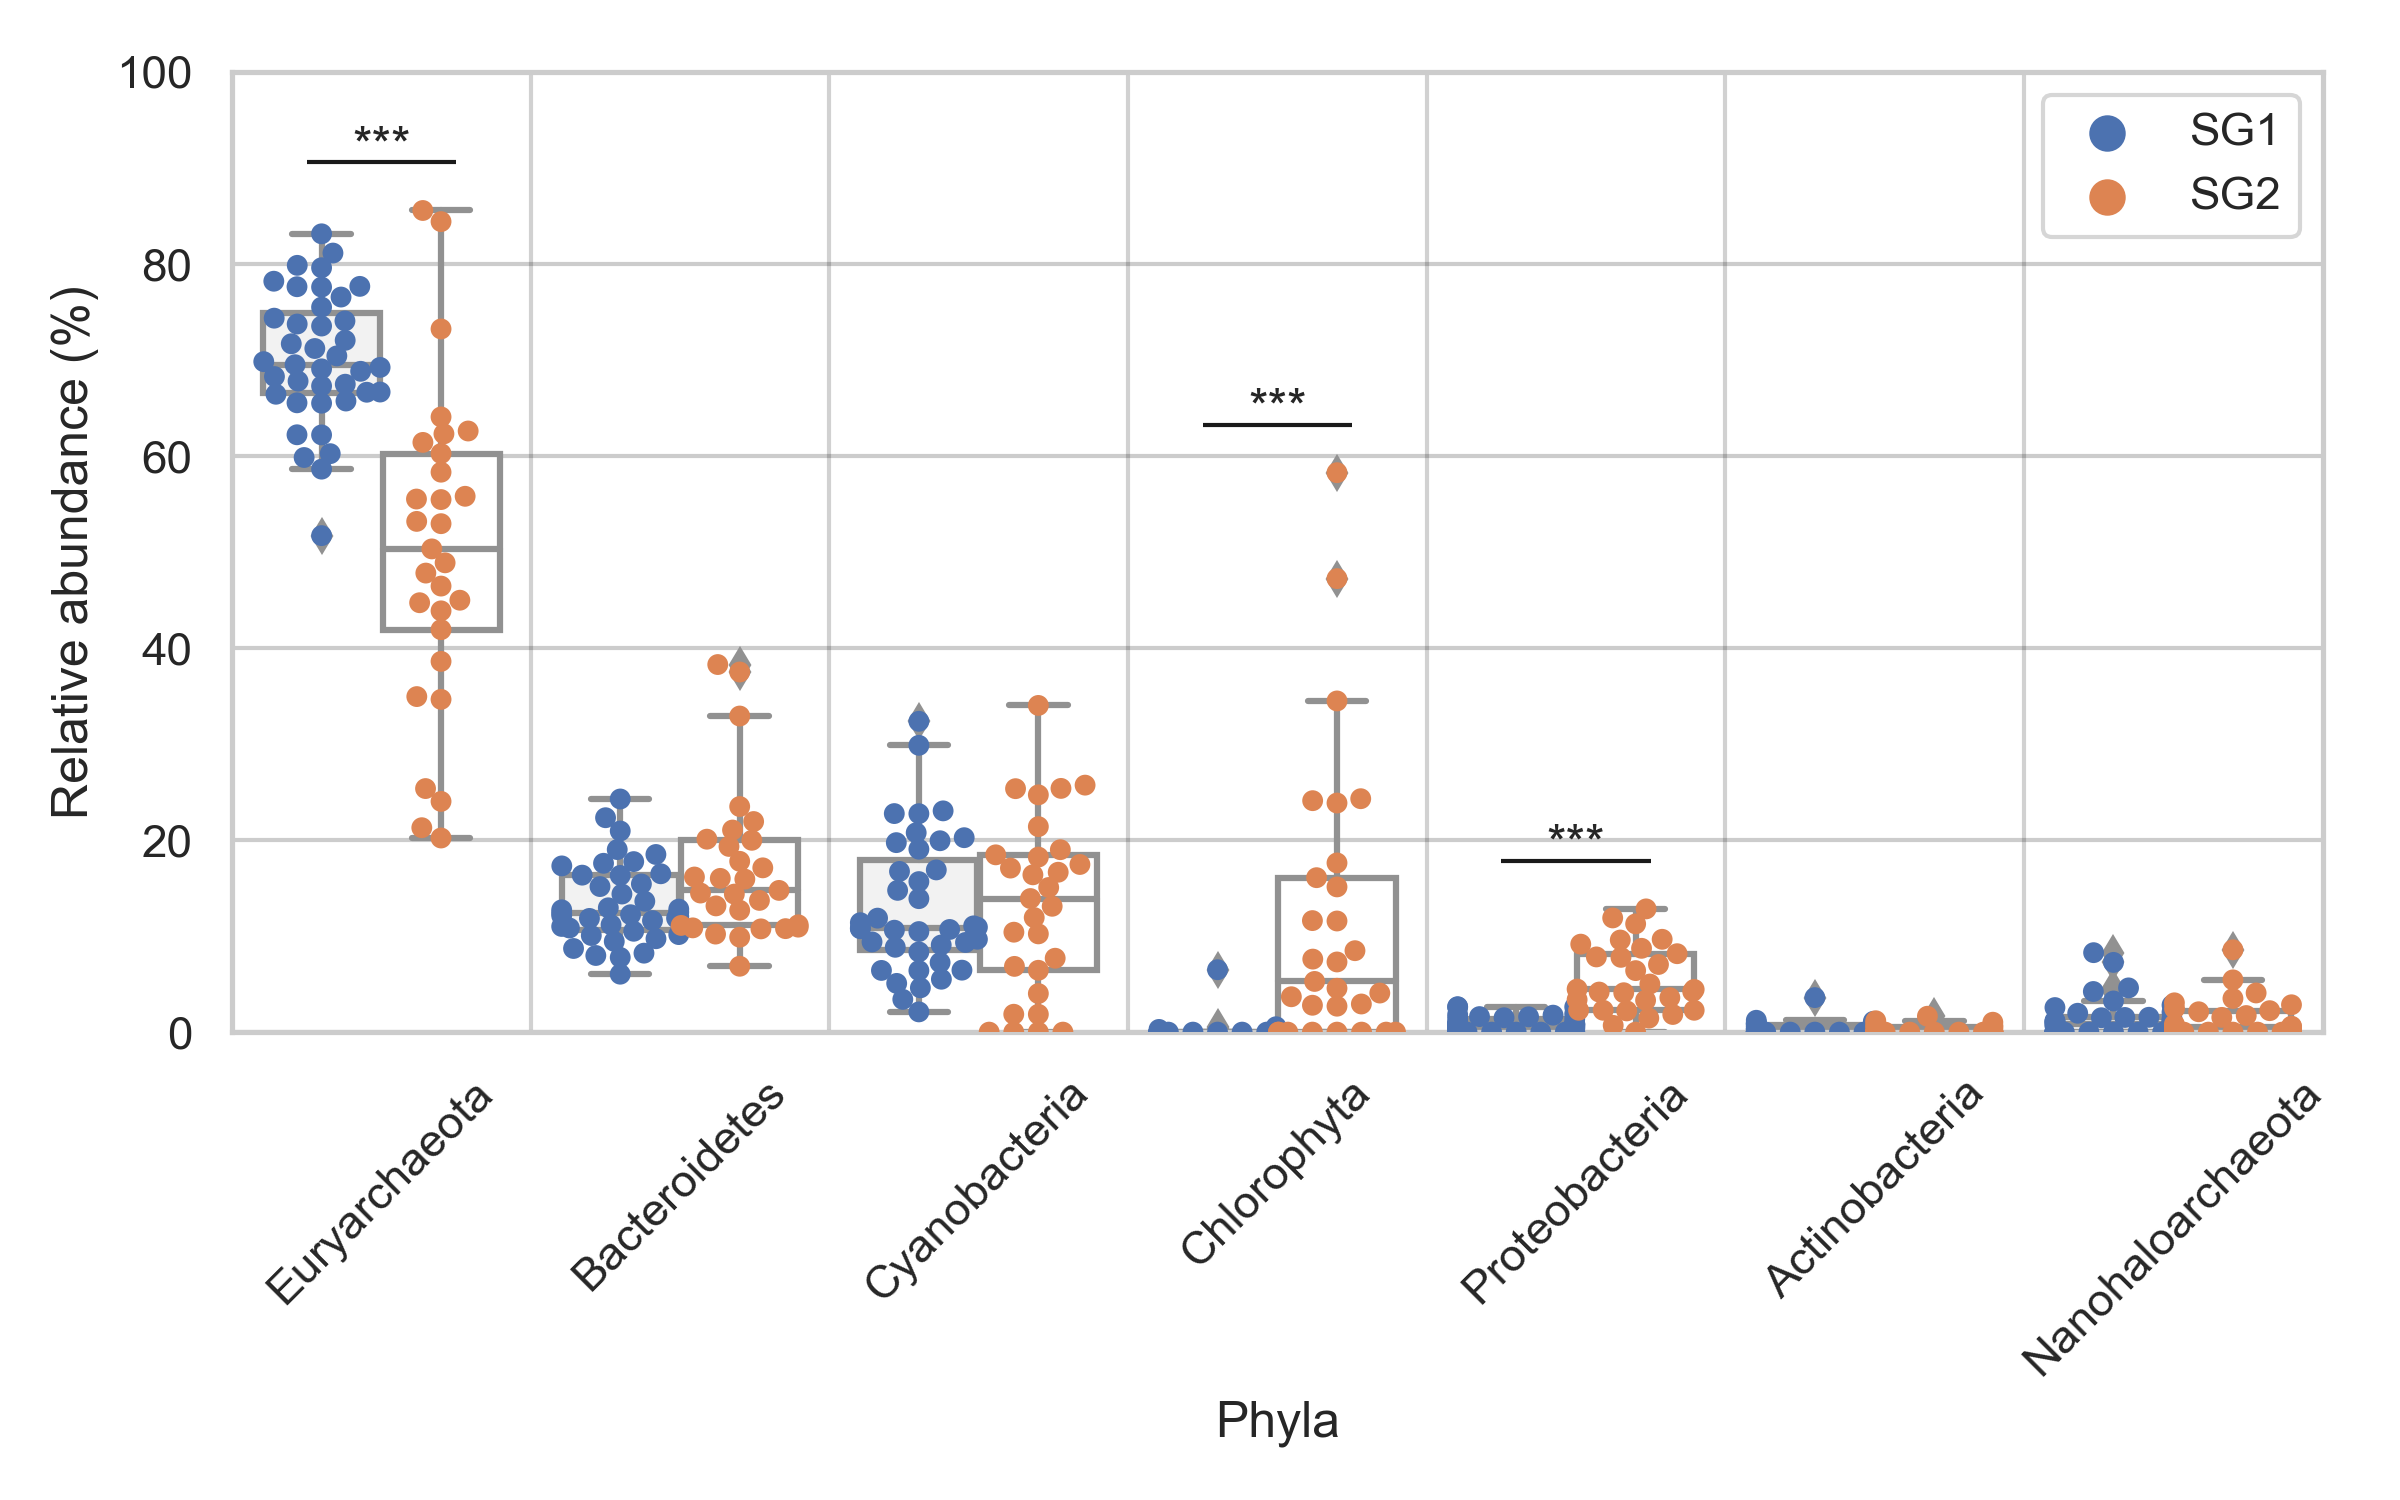 Relative abundance (%)
100
80
60
40
20
0
***
***
***
SG1
SG2
Euryarchaeota
Bacteroidetes
Cyanobacteria
Chlorophyta
Proteobacteria
Actinobacteria
Nanohaloarchaeota
Phyla